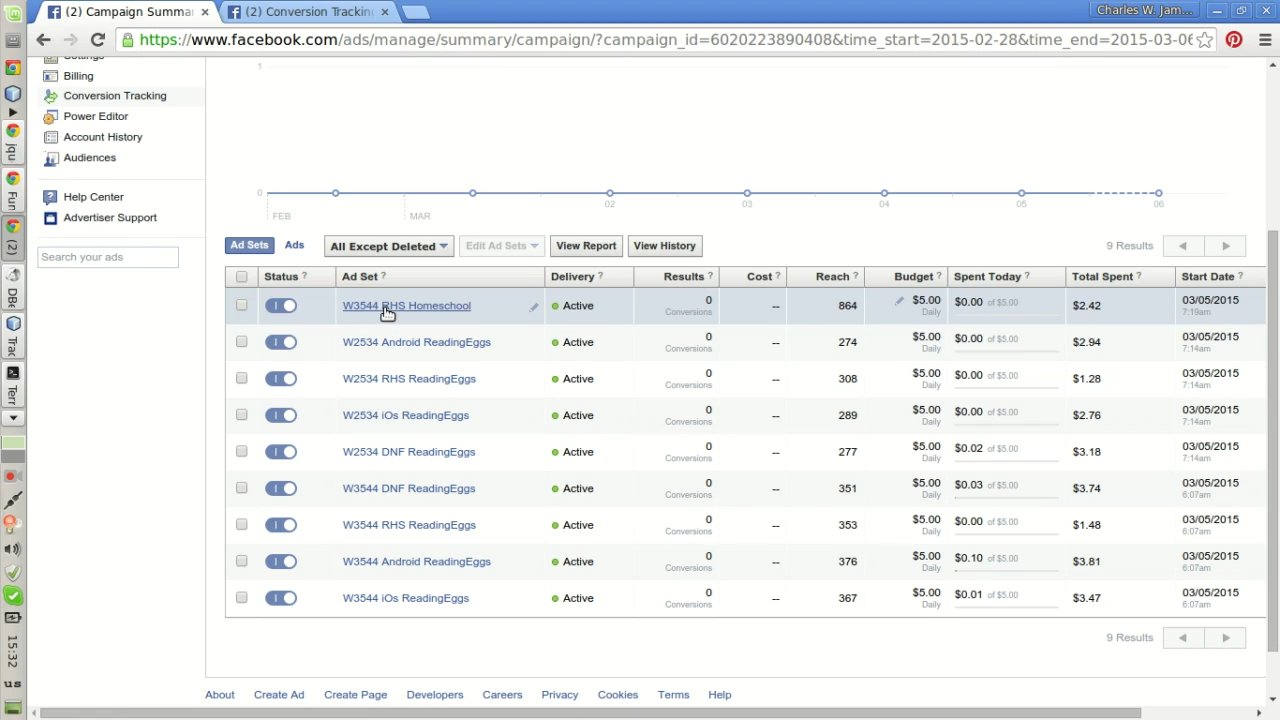 (2) Campaign Summa
(2) Conversion Trackin
Charles W. Jam...
https://www.facebook.com/ads/manage/summary/campaign/?campaign_id=6020223890408&time_start=2015-02-28&time_end=2015-03-06
Settings
Billing
Conversion Tracking
Power Editor
Account History
Audiences
Help Center
Advertiser Support
Search your ads
1
0
FEB
MAR
02
03
04
05
06
Ad Sets Ads All Except Deleted Edit Ad Sets View Report View History 9 Results
Status ? Ad Set ? Delivery ? Results ? Cost ? Reach ? Budget ? Spent Today ? Total Spent ? Start Date ?
W3544 RHS Homeschool Active 0 -- 864 $5.00 $0.00 of $5.00 $2.42 03/05/2015
Conversions Daily 7:19am
W2534 Android ReadingEggs Active 0 -- 274 $5.00 $0.00 of $5.00 $2.94 03/05/2015
Conversions Daily 7:14am
W2534 RHS ReadingEggs Active 0 -- 308 $5.00 $0.00 of $5.00 $1.28 03/05/2015
Conversions Daily 7:14am
W2534 iOs ReadingEggs Active 0 -- 289 $5.00 $0.00 of $5.00 $2.76 03/05/2015
Conversions Daily 7:14am
W2534 DNF ReadingEggs Active 0 -- 277 $5.00 $0.02 of $5.00 $3.18 03/05/2015
Conversions Daily 7:14am
W3544 DNF ReadingEggs Active 0 -- 351 $5.00 $0.03 of $5.00 $3.74 03/05/2015
Conversions Daily 6:07am
W3544 RHS ReadingEggs Active 0 -- 353 $5.00 $0.00 of $5.00 $1.48 03/05/2015
Conversions Daily 6:07am
W3544 Android ReadingEggs Active 0 -- 376 $5.00 $0.10 of $5.00 $3.81 03/05/2015
Conversions Daily 6:07am
W3544 iOs ReadingEggs Active 0 -- 367 $5.00 $0.01 of $5.00 $3.47 03/05/2015
Conversions Daily 6:07am
9 Results
About Create Ad Create Page Developers Careers Privacy Cookies Terms Help
jqu
Fun
(2)
DBe
Trac
Terr
15:32
us